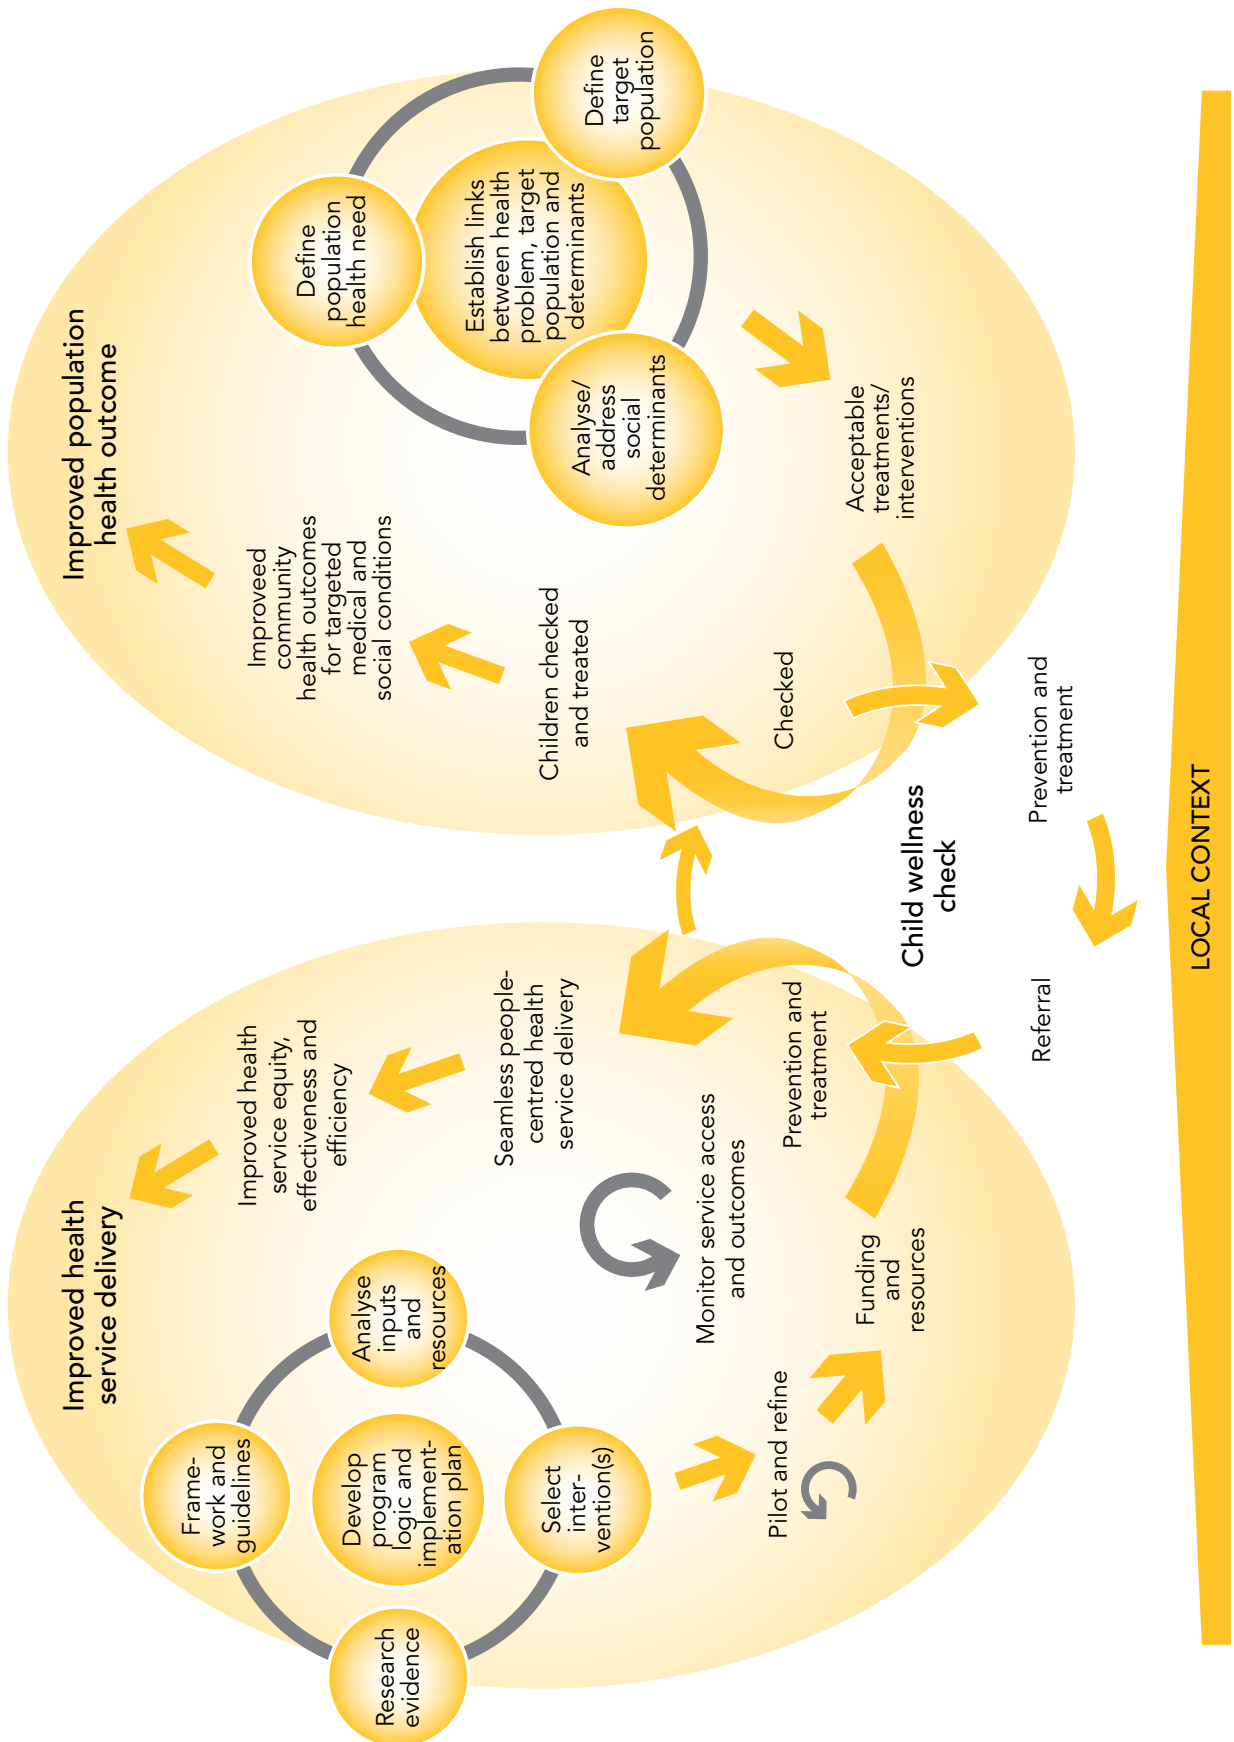 Improved health
service delivery
Frame-
work and
guidelines
Research
evidence
Develop
program
logic and
implement-
ation plan
Analyse
inputs
and
resources
Select
inter-
vention(s)
Pilot and refine
Funding
and
resources
Monitor service access
and outcomes
Prevention and
treatment
Seamless people-
centred health
service delivery
Improved health
service equity,
effectiveness and
efficiency
Improved population
health outcome
Improveed
community
health outcomes
for targeted
medical and
social conditions
Children checked
and treated
Checked
Define
population
health need
Establish links
between health
problem, target
population and
determinants
Analyse/
address
social
determinants
Define
target
population
Acceptable
treatments/
interventions
Child wellness
check
Referral
Prevention and
treatment
LOCAL CONTEXT